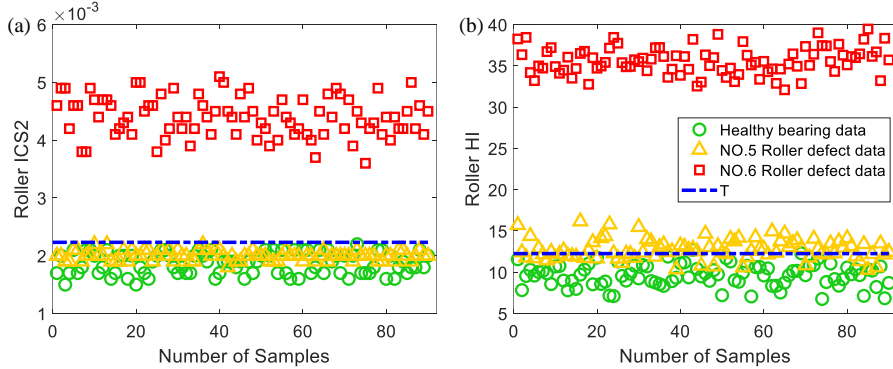 (a)
×10⁻³
6
5
4
3
2
1
Roller ICS2
0
20
40
60
80
Number of Samples
(b)
40
35
30
25
20
15
10
5
Roller HI
Healthy bearing data
NO.5 Roller defect data
NO.6 Roller defect data
T
0
20
40
60
80
Number of Samples